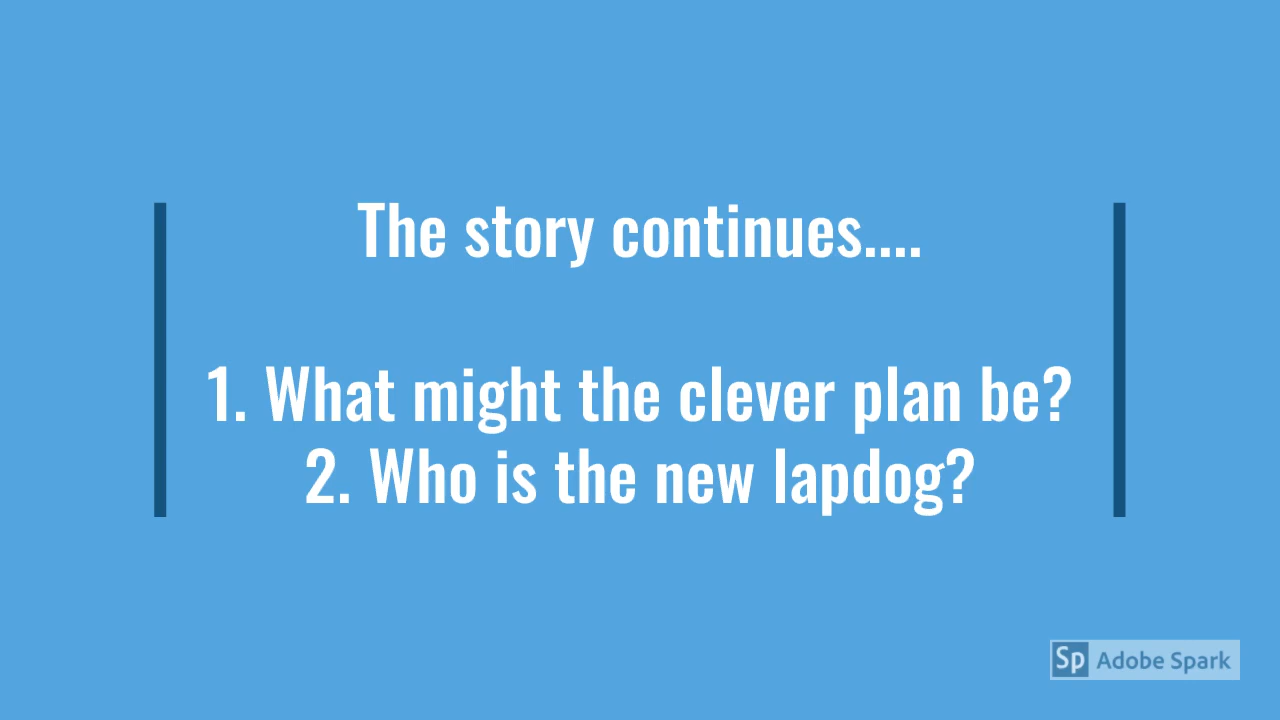 The story continues....
1. What might the clever plan be?
2. Who is the new lapdog?
Sp Adobe Spark